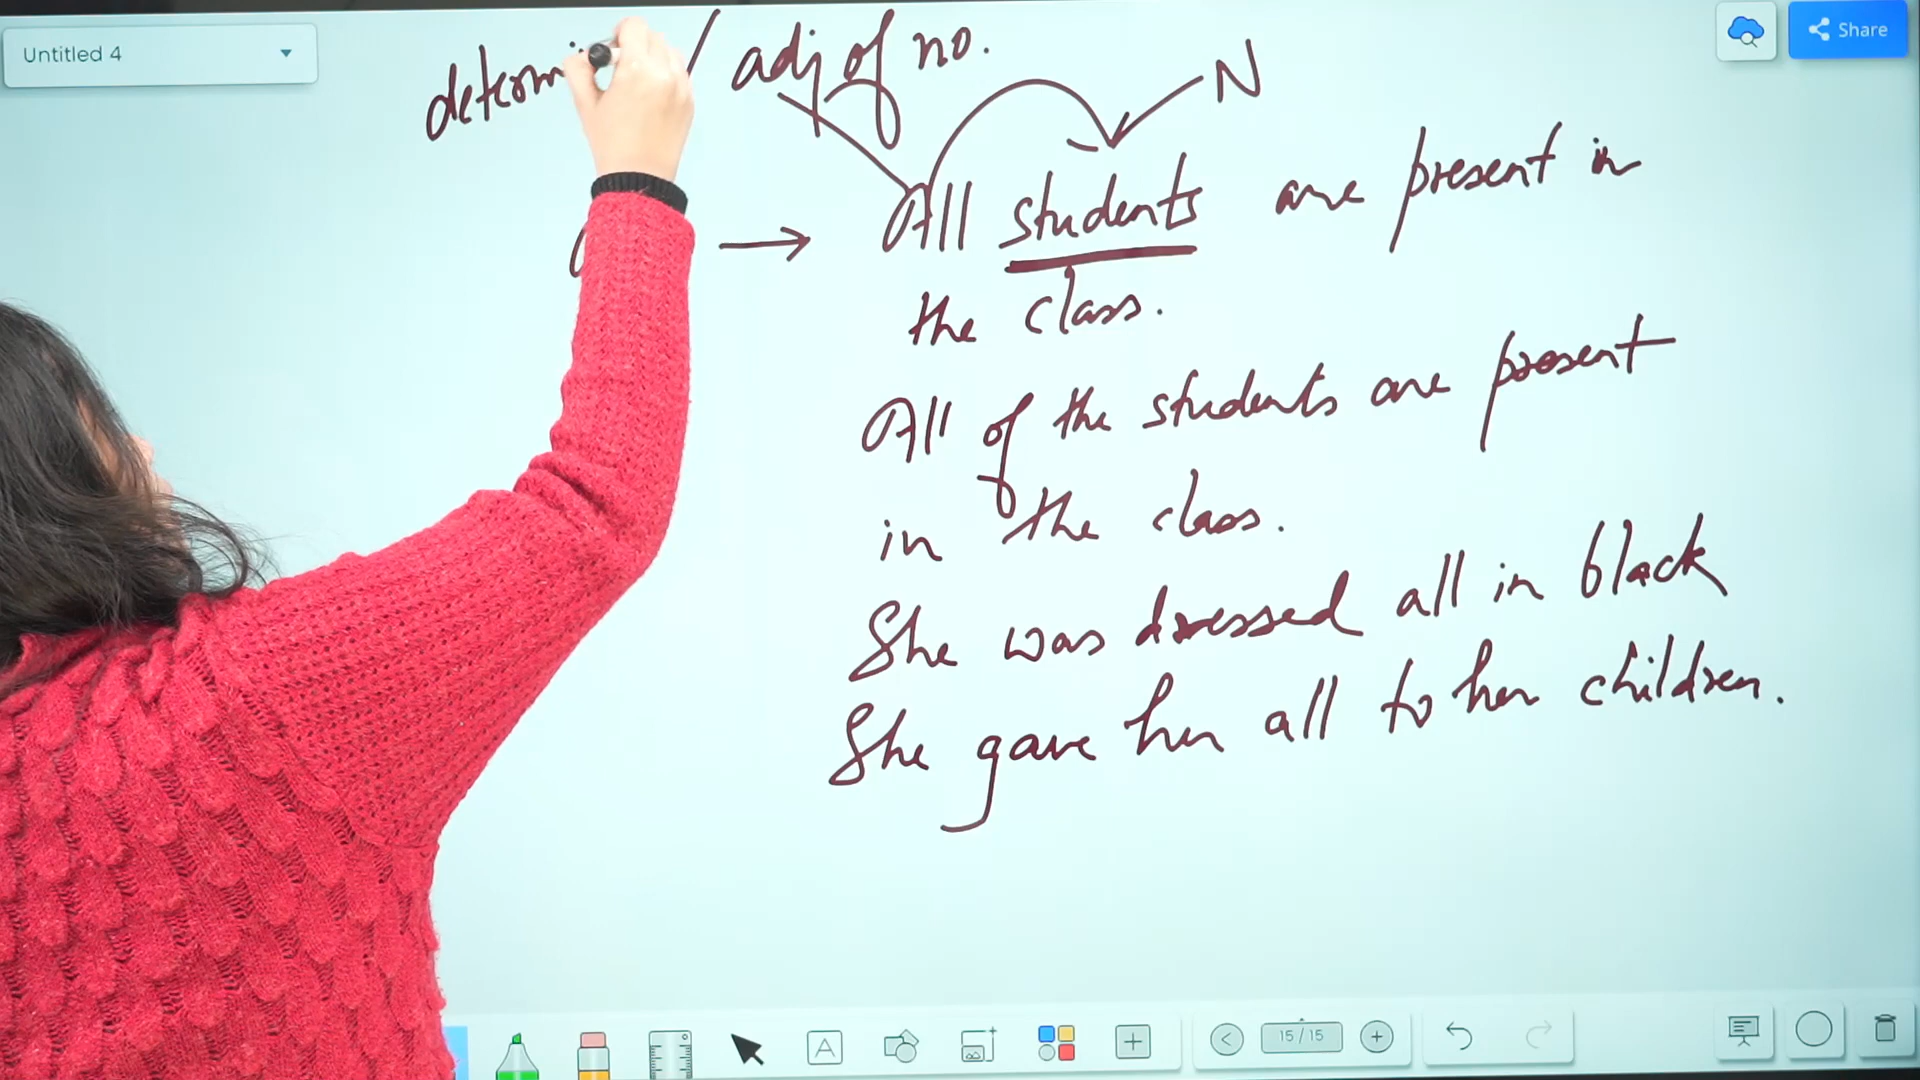 Untitled 4
Share
/ adj of no.
N
→ All students are present in
the class.
All of the students are present
in the class.
She was dressed all in black
She gave her all to her children.
A
15 / 15